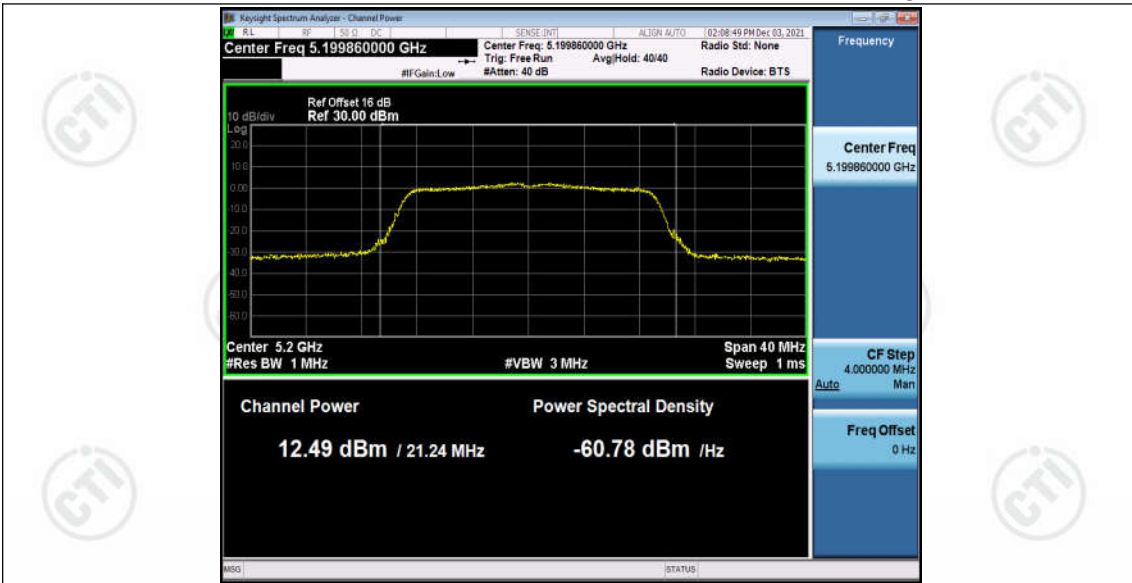 Keysight Spectrum Analyzer - Channel Power
RL RF 50 Ω DC SENSE:INT ALIGN AUTO 02:08:49 PM Dec 03, 2021
Center Freq 5.199860000 GHz
Center Freq: 5.199860000 GHz
Radio Std: None
Trig: Free Run Avg|Hold: 40/40
#IFGain:Low
#Atten: 40 dB
Radio Device: BTS
Ref Offset 16 dB
10 dB/div Ref 30.00 dBm
Log
20.0
10.0
0.00
-10.0
-20.0
-30.0
-40.0
-50.0
-60.0
Center 5.2 GHz Span 40 MHz
#Res BW 1 MHz #VBW 3 MHz Sweep 1 ms
Channel Power Power Spectral Density
12.49 dBm / 21.24 MHz -60.78 dBm /Hz
MSG STATUS
Frequency
Center Freq
5.199860000 GHz
CF Step
4.000000 MHz
Auto Man
Freq Offset
0 Hz
CTI
CTI
CTI
CTI